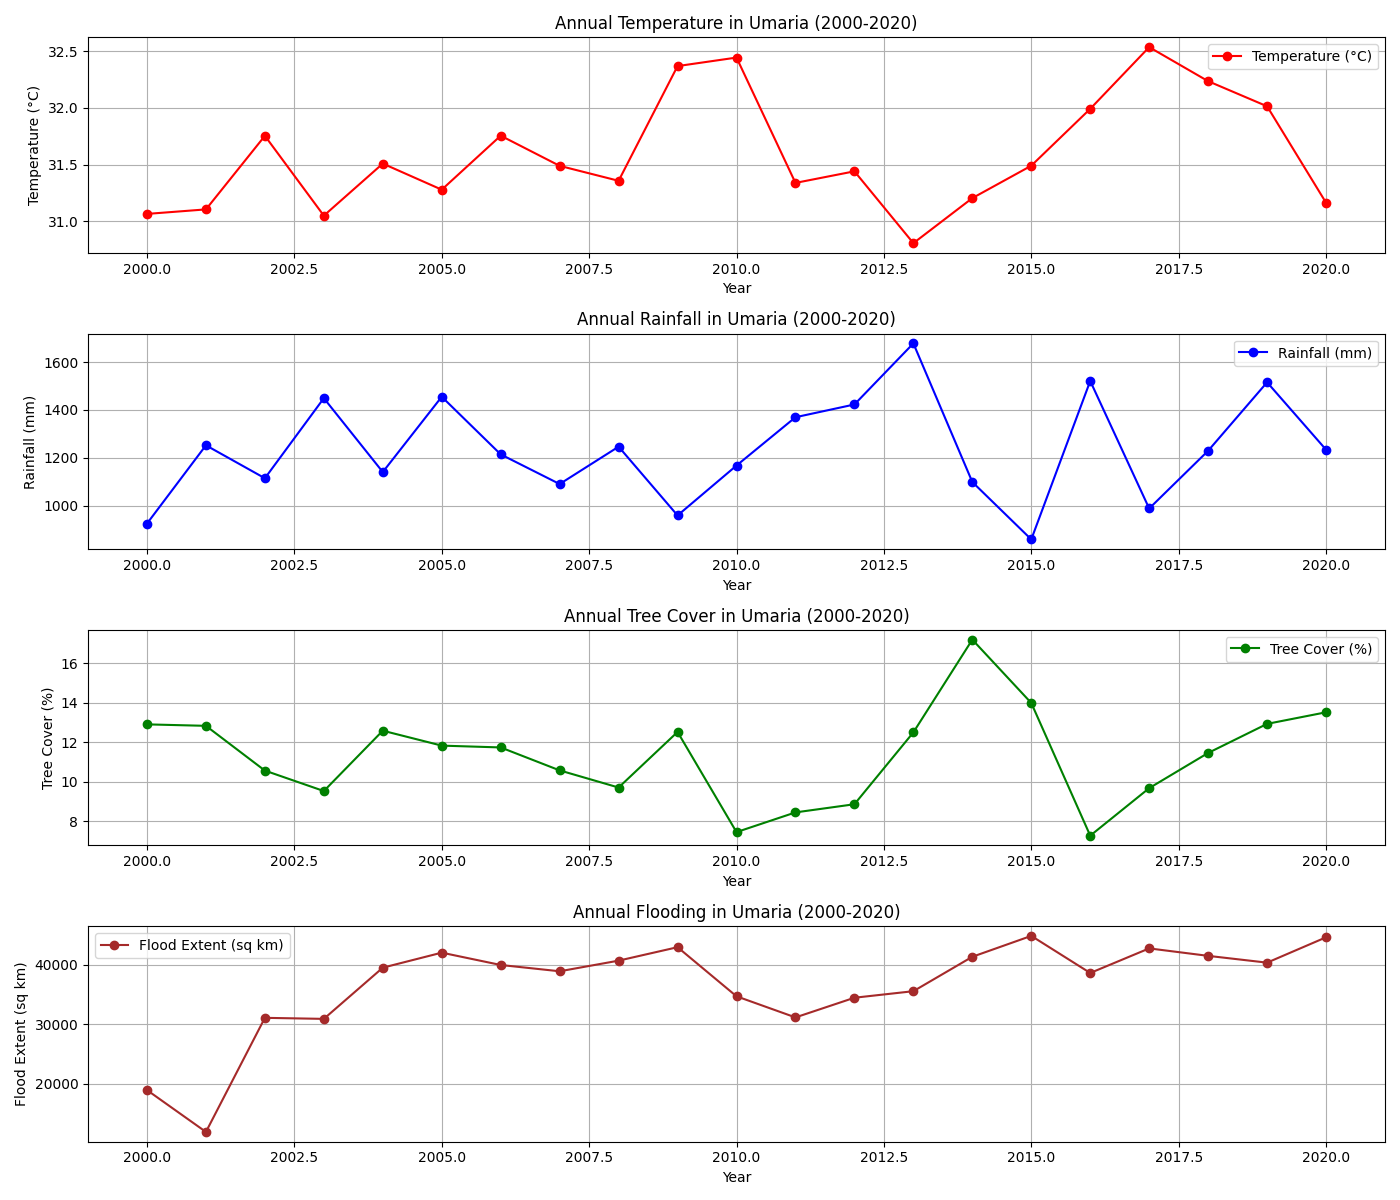 Annual Temperature in Umaria (2000-2020)
Temperature (°C)
32.5
32.0
31.5
31.0
Temperature (°C)
2000.0 2002.5 2005.0 2007.5 2010.0 2012.5 2015.0 2017.5 2020.0
Year
Annual Rainfall in Umaria (2000-2020)
Rainfall (mm)
1600
1400
1200
1000
Rainfall (mm)
2000.0 2002.5 2005.0 2007.5 2010.0 2012.5 2015.0 2017.5 2020.0
Year
Annual Tree Cover in Umaria (2000-2020)
Tree Cover (%)
16
14
12
10
8
Tree Cover (%)
2000.0 2002.5 2005.0 2007.5 2010.0 2012.5 2015.0 2017.5 2020.0
Year
Annual Flooding in Umaria (2000-2020)
Flood Extent (sq km)
40000
30000
20000
Flood Extent (sq km)
2000.0 2002.5 2005.0 2007.5 2010.0 2012.5 2015.0 2017.5 2020.0
Year